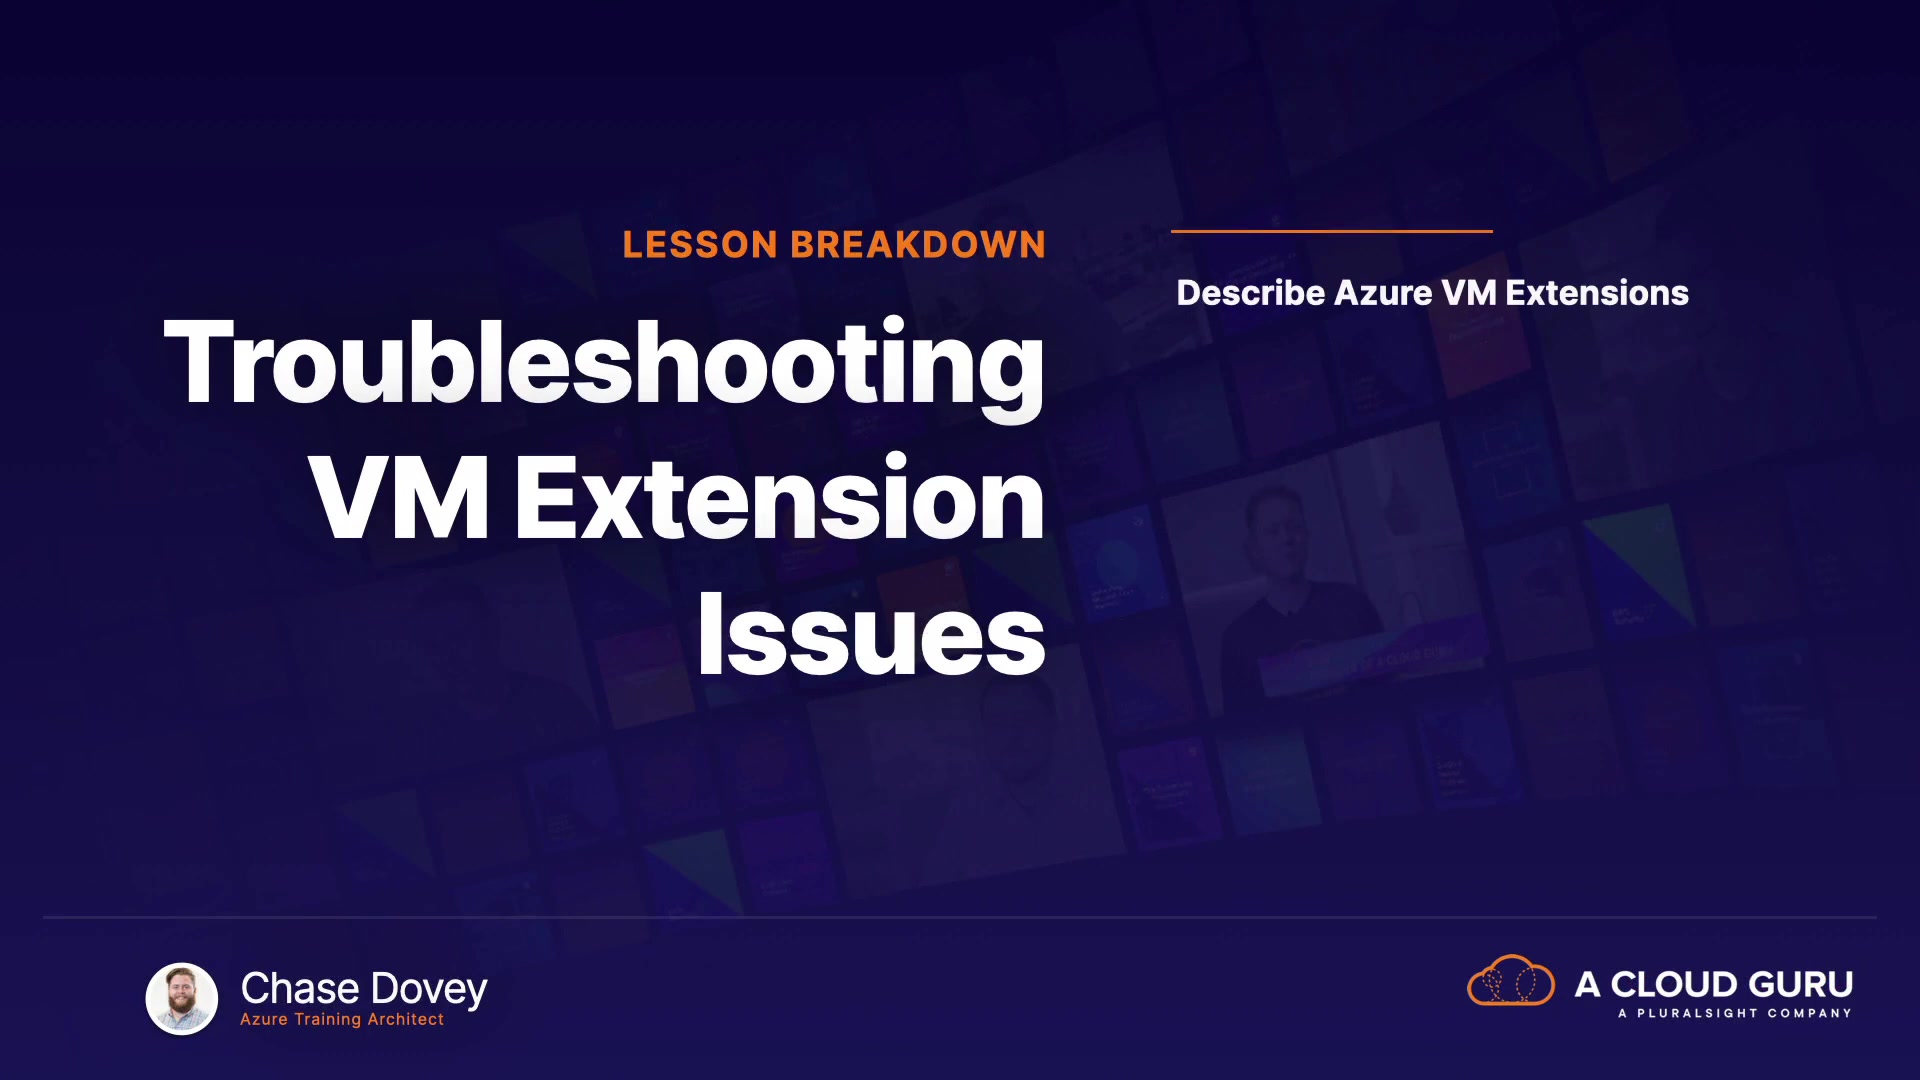 LESSON BREAKDOWN
Troubleshooting
VM Extension
Issues
Describe Azure VM Extensions
Chase Dovey
Azure Training Architect
A CLOUD GURU
A PLURALSIGHT COMPANY